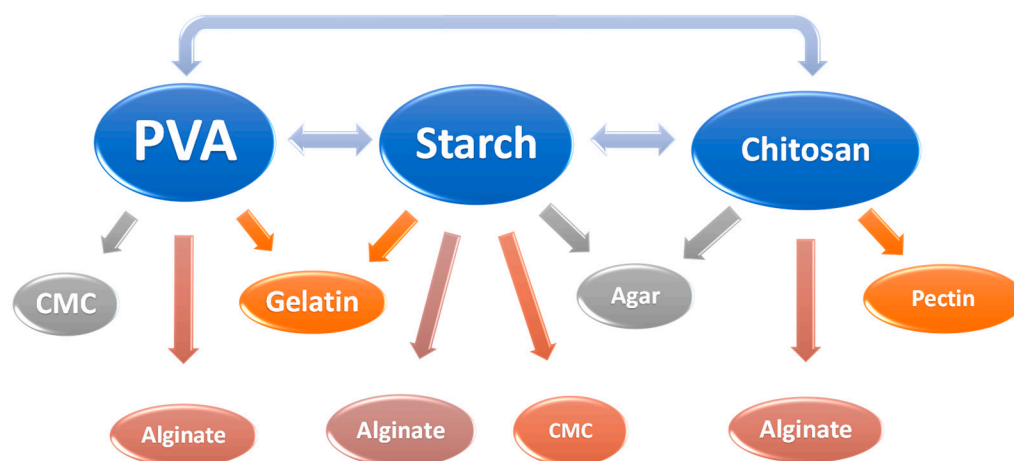 PVA
Starch
Chitosan
CMC
Gelatin
Agar
Pectin
Alginate
Alginate
CMC
Alginate